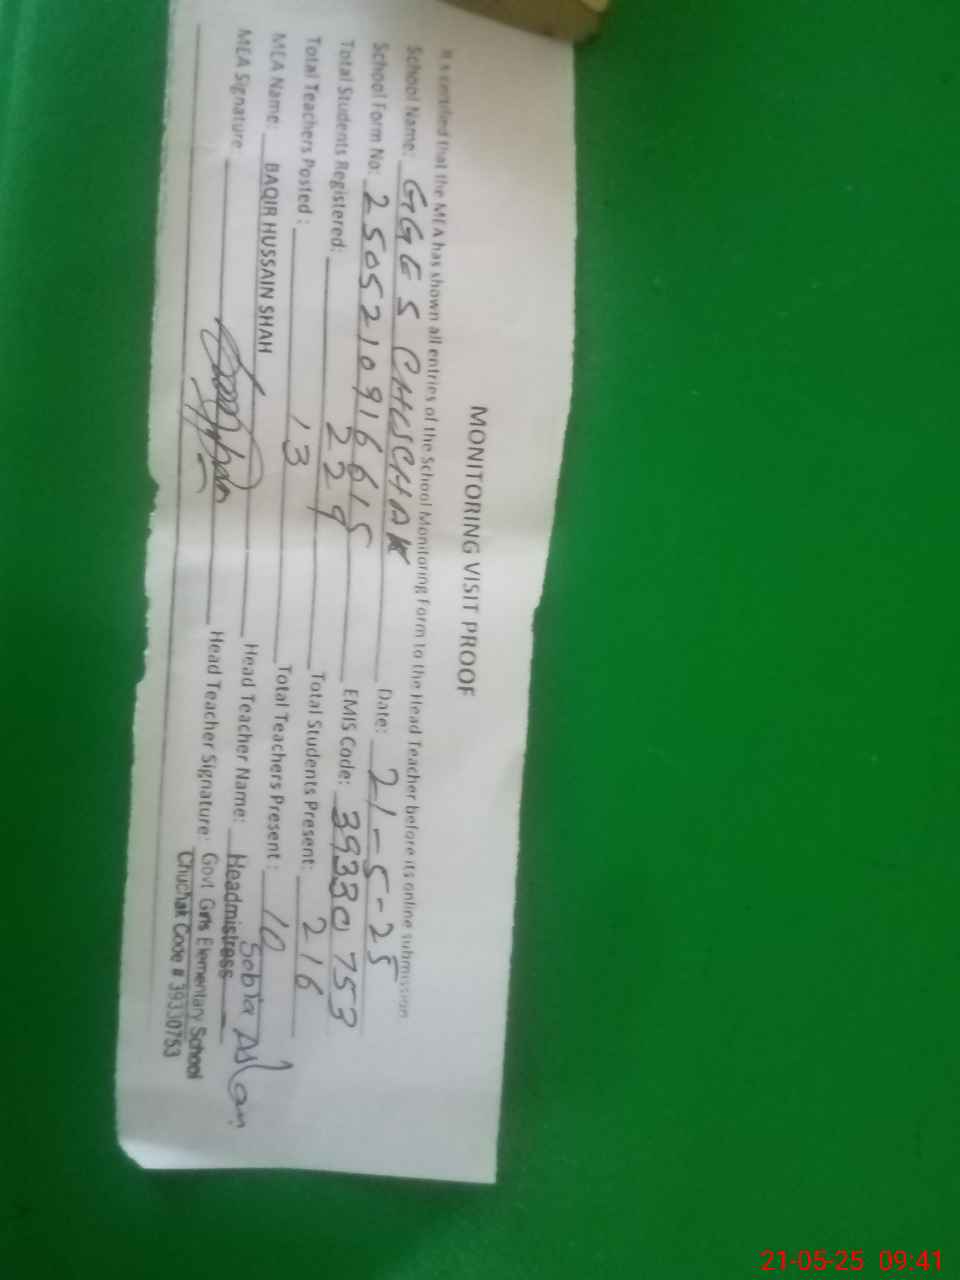 MONITORING VISIT PROOF
It is certified that the MEA has shown all entries of the School Monitoring Form to the Head Teacher before its online submission.
School Name: GGES CHUCHAK Date: 21-5-25
School Form No: 25052109166615 EMIS Code: 39330753
Total Students Registered: 229 Total Students Present: 216
Total Teachers Posted : 13 Total Teachers Present : 10
MEA Name: BAQIR HUSSAIN SHAH Head Teacher Name: Sobia Aslam
Headmistress
MEA Signature: Head Teacher Signature:
Govt Girls Elementary School
Chuchak Code # 39330753
21-05-25 09:41